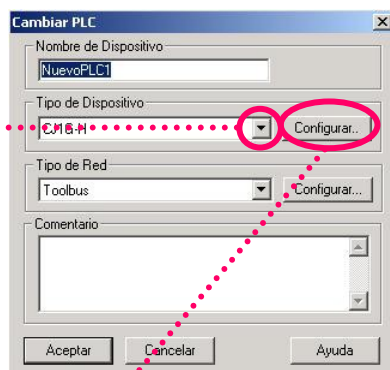 Cambiar PLC
Nombre de Dispositivo
NuevoPLC1
Tipo de Dispositivo
CJ1G-H
Configurar..
Tipo de Red
Toolbus
Configurar...
Comentario
Aceptar Cancelar Ayuda